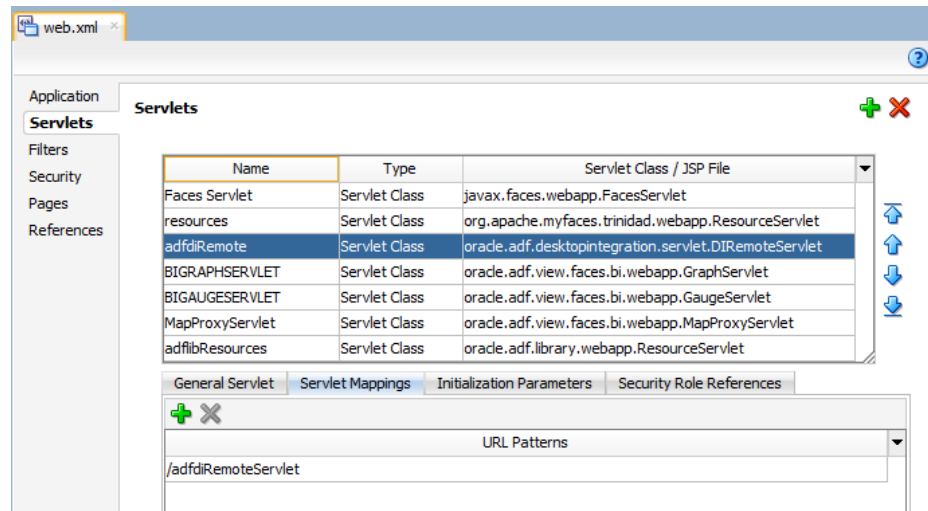 web.xml
Application
Servlets
Filters
Security
Pages
References
Servlets
Name Type Servlet Class / JSP File
Faces Servlet Servlet Class javax.faces.webapp.FacesServlet
resources Servlet Class org.apache.myfaces.trinidad.webapp.ResourceServlet
adfdiRemote Servlet Class oracle.adf.desktopintegration.servlet.DIRemoteServlet
BIGRAPHSERVLET Servlet Class oracle.adf.view.faces.bi.webapp.GraphServlet
BIGAUGESERVLET Servlet Class oracle.adf.view.faces.bi.webapp.GaugeServlet
MapProxyServlet Servlet Class oracle.adf.view.faces.bi.webapp.MapProxyServlet
adflibResources Servlet Class oracle.adf.library.webapp.ResourceServlet
General Servlet Servlet Mappings Initialization Parameters Security Role References
URL Patterns
/adfdiRemoteServlet